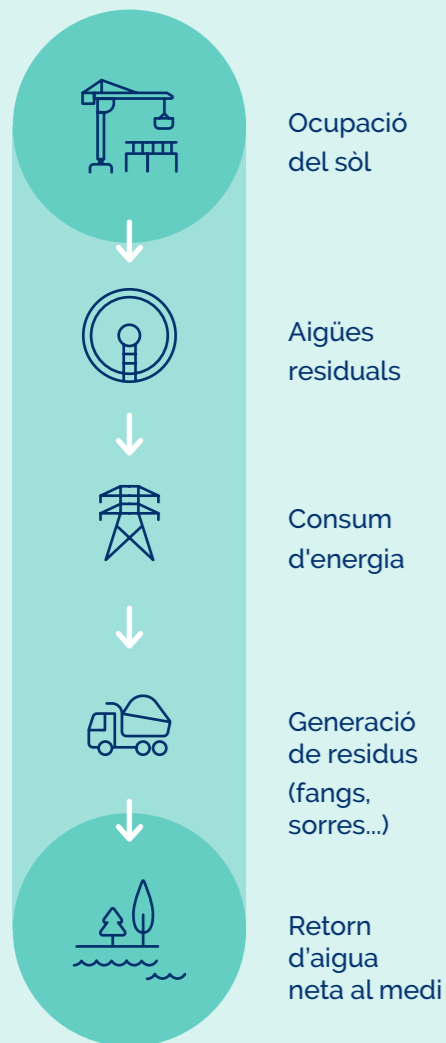 Ocupació
del sòl
Aigües
residuals
Consum
d'energia
Generació
de residus
(fangs,
sorres...)
Retorn
d’aigua
neta al medi